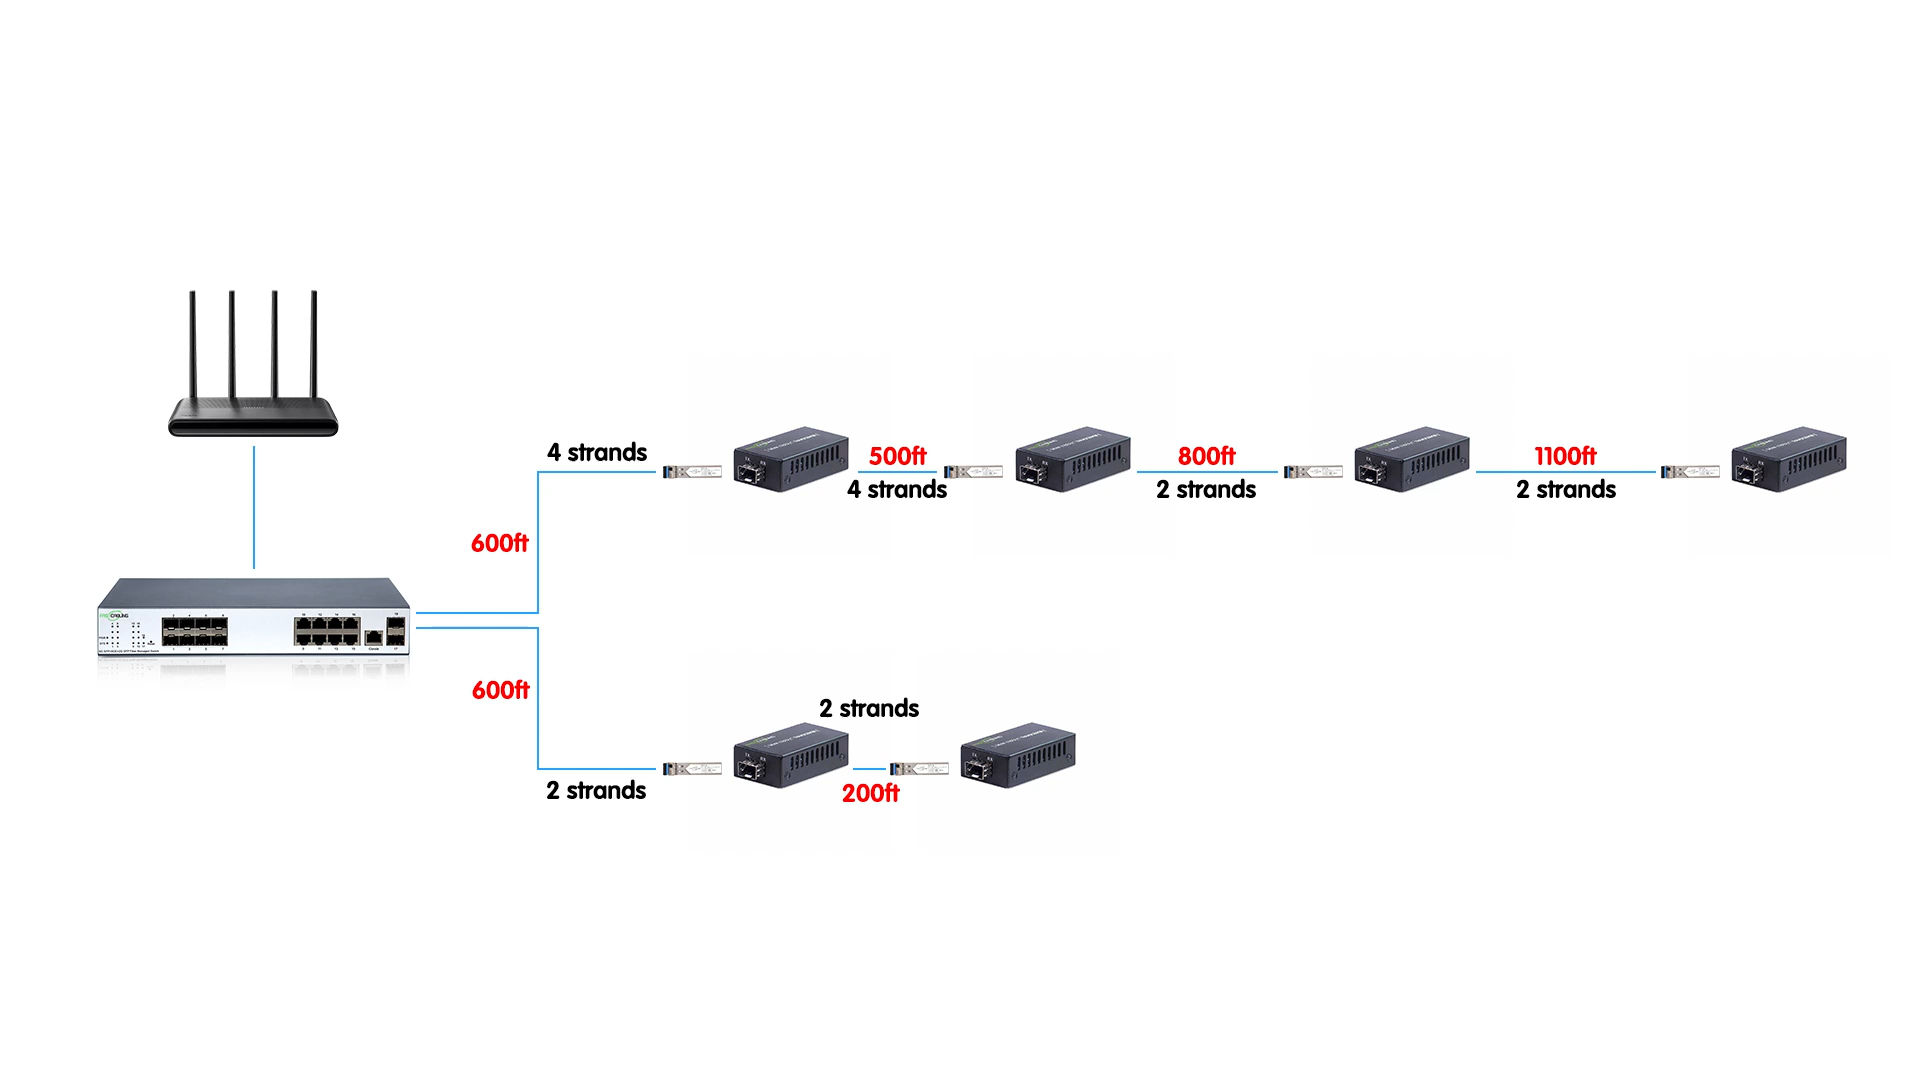 4 strands
500ft
4 strands
800ft
2 strands
1100ft
2 strands
600ft
600ft
2 strands
2 strands
200ft